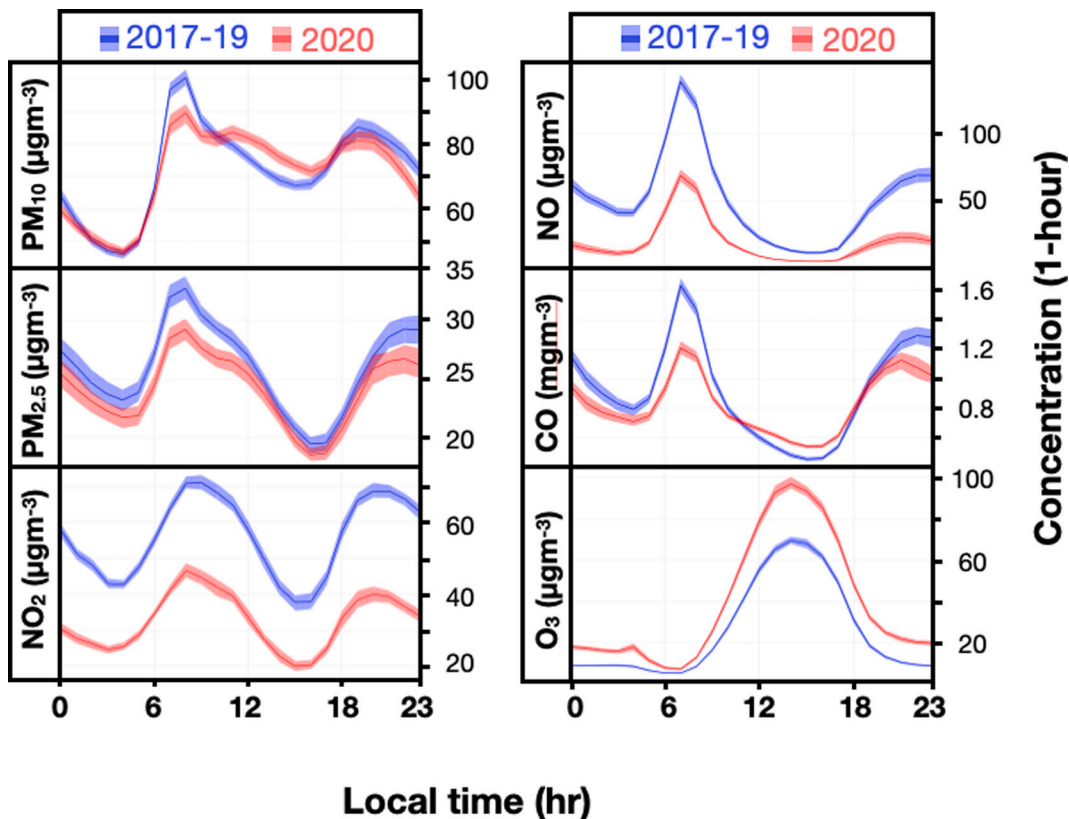 2017-19 2020
2017-19 2020
PM₁₀ (µgm⁻³)
100
80
60
PM₂.₅ (µgm⁻³)
35
30
25
20
NO₂ (µgm⁻³)
60
40
20
0 6 12 18 23
NO (µgm⁻³)
100
50
CO (mgm⁻³)
1.6
1.2
0.8
O₃ (µgm⁻³)
100
60
20
0 6 12 18 23
Concentration (1-hour)
Local time (hr)